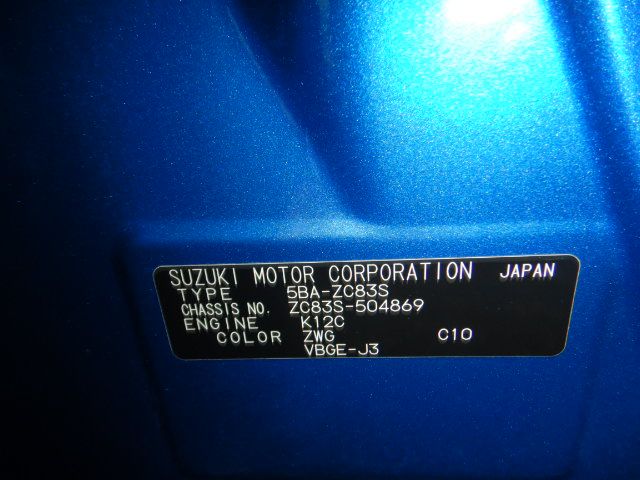 SUZUKI MOTOR CORPORATION JAPAN
TYPE 5BA-ZC83S
CHASSIS NO. ZC83S-504869
ENGINE K12C
COLOR ZWG C10
VBGE-J3